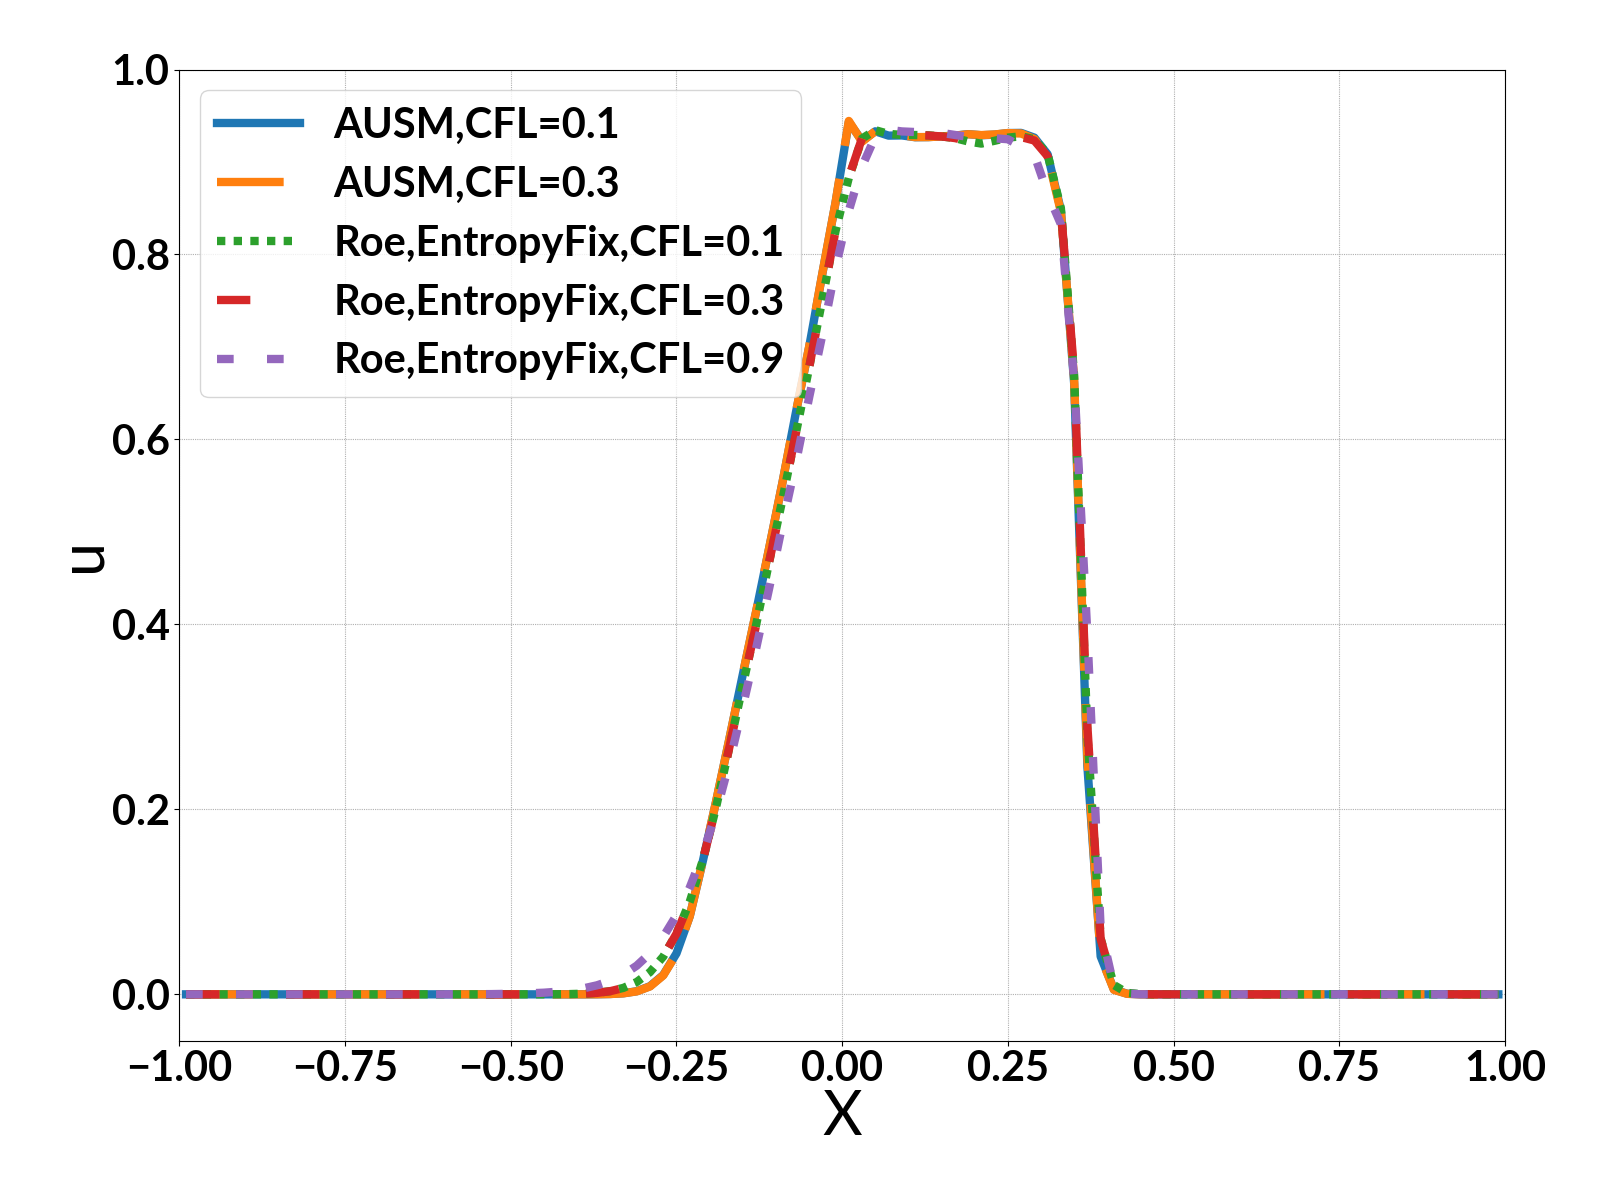 1.0
0.8
0.6
0.4
0.2
0.0
u
AUSM,CFL=0.1
AUSM,CFL=0.3
Roe,EntropyFix,CFL=0.1
Roe,EntropyFix,CFL=0.3
Roe,EntropyFix,CFL=0.9
−1.00 −0.75 −0.50 −0.25 0.00 0.25 0.50 0.75 1.00
X